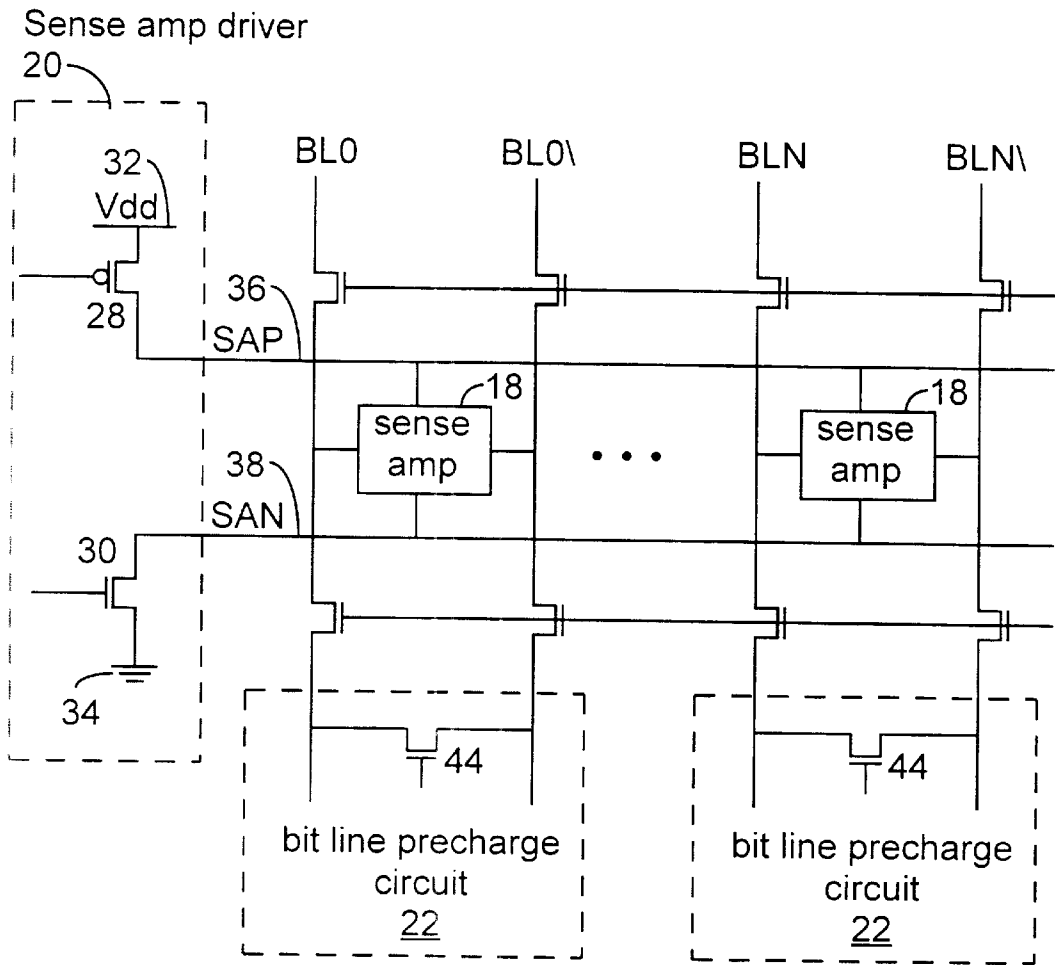 Sense amp driver
20
BL0
BL0\
BLN
BLN\
32
Vdd
28
36
SAP
18
sense
amp
18
sense
amp
38
SAN
30
34
44
44
bit line precharge
circuit
22
bit line precharge
circuit
22